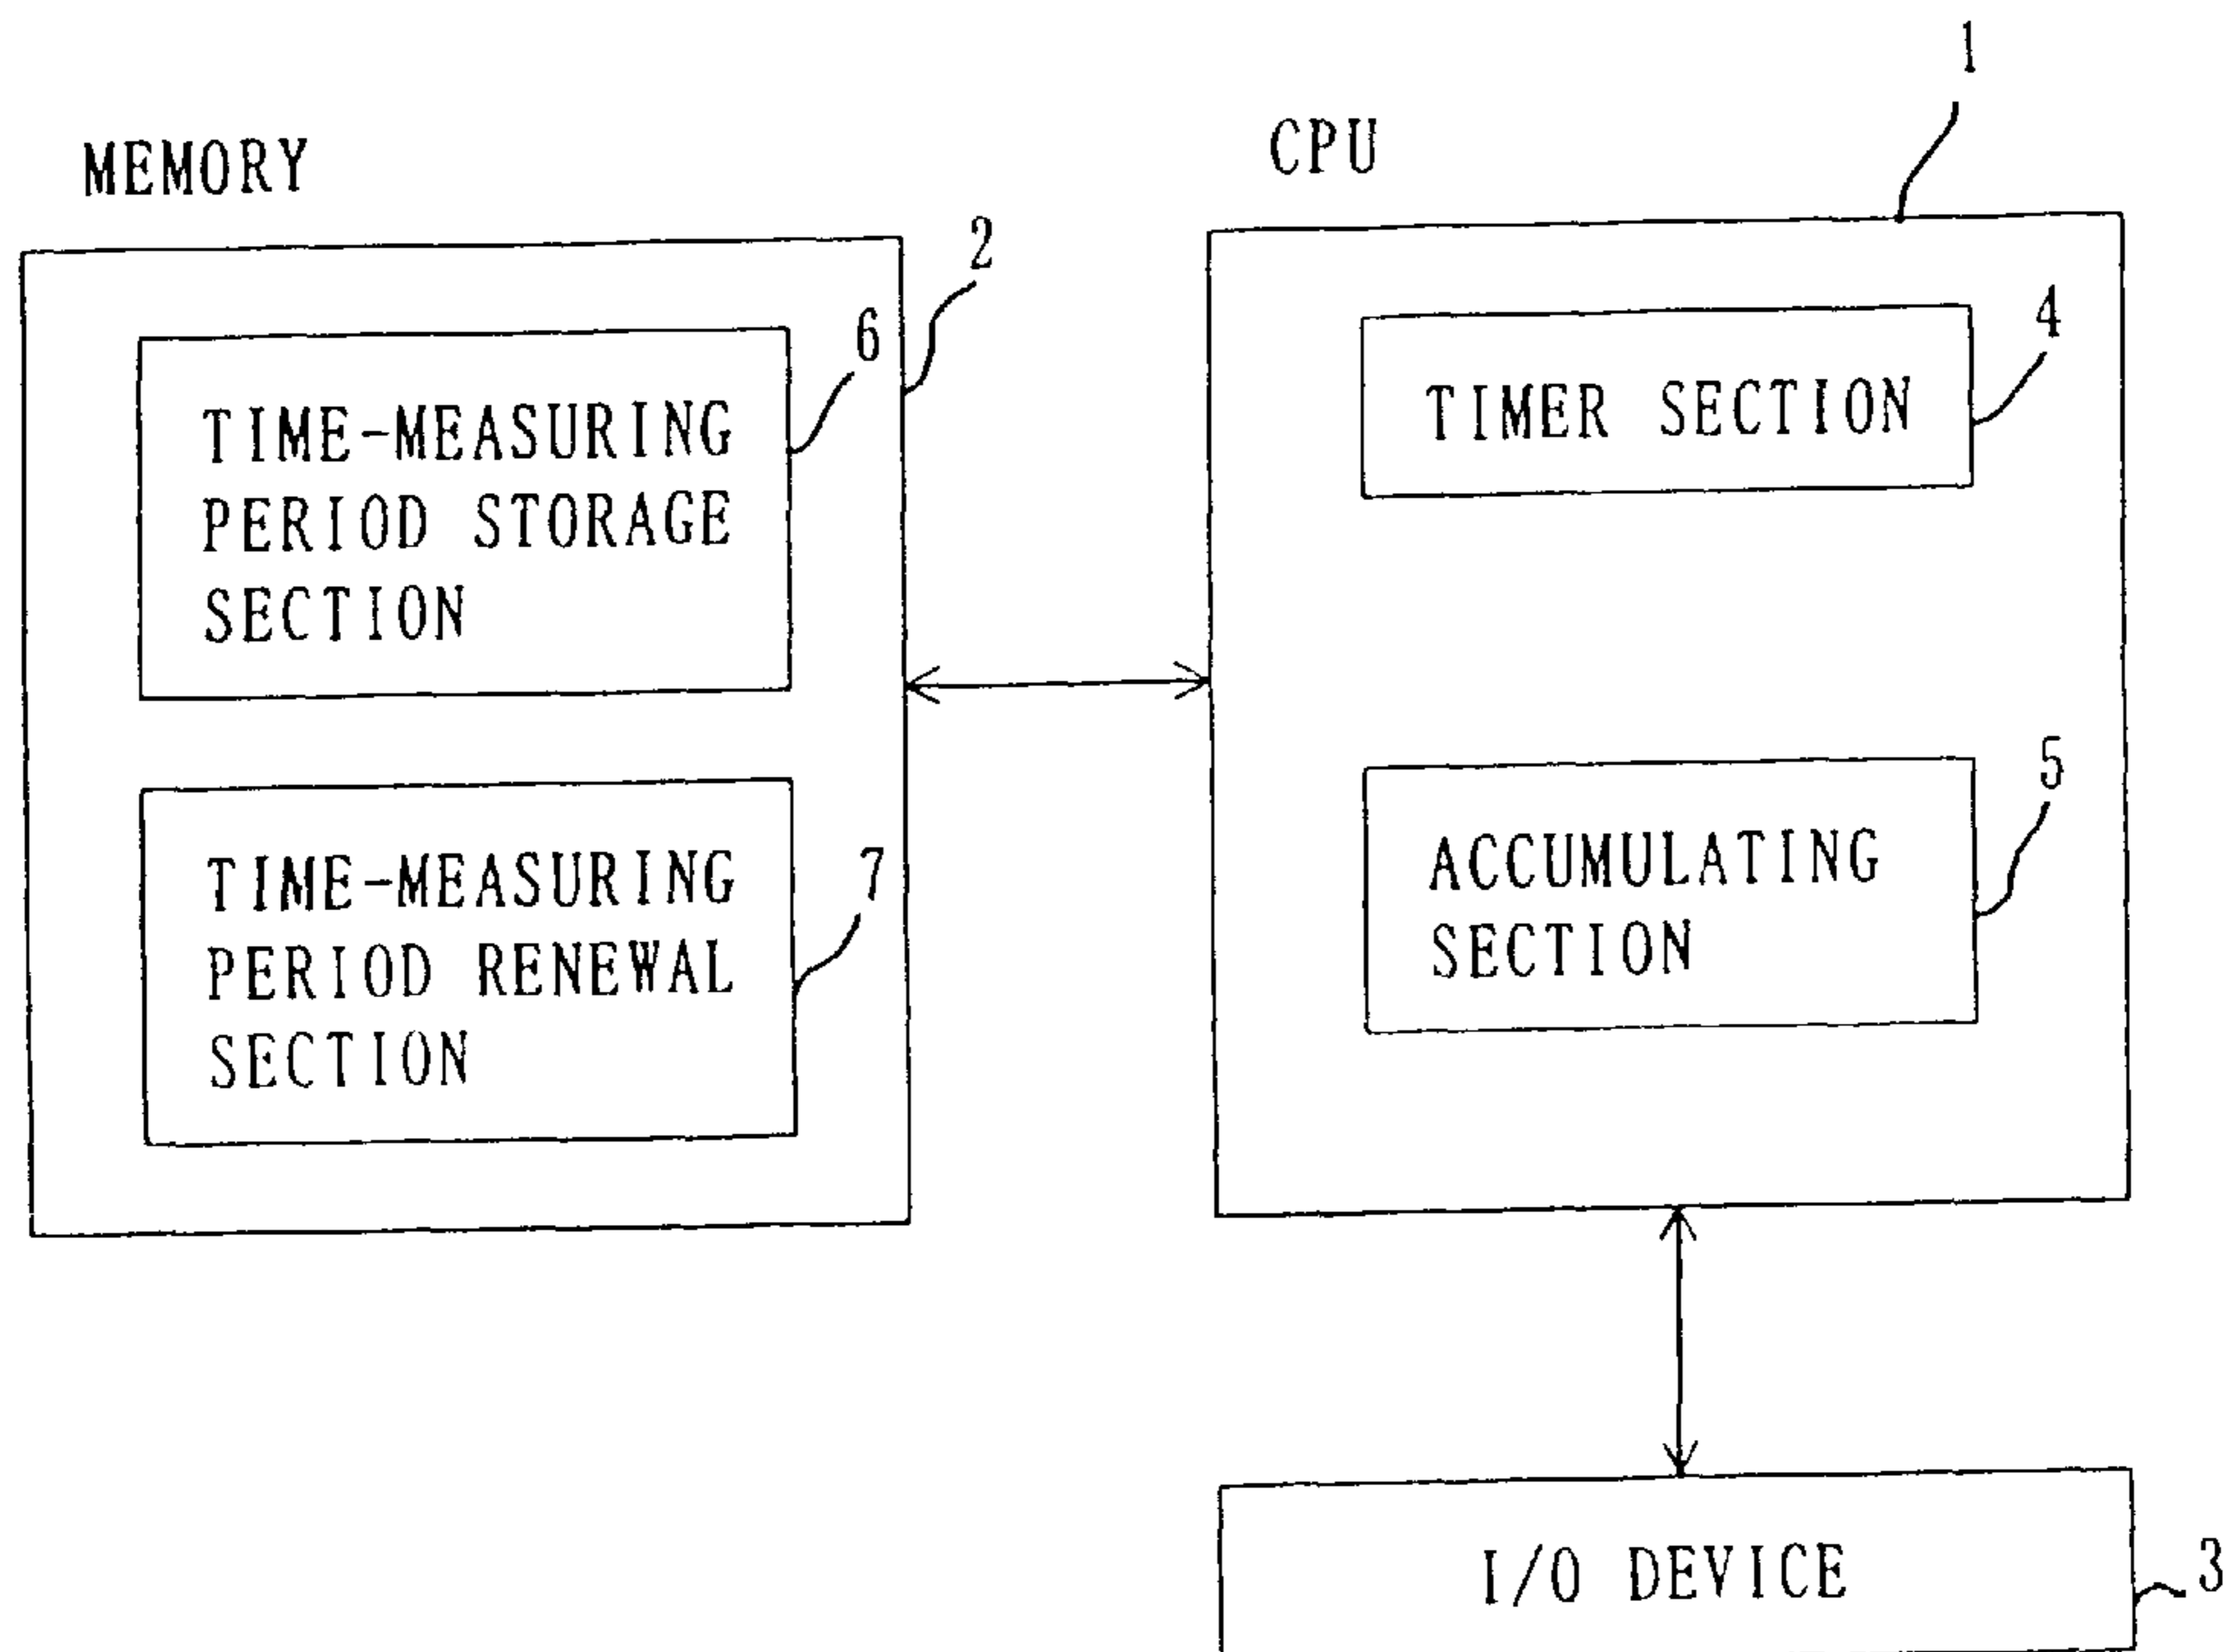 1
MEMORY
CPU
2
6
TIME-MEASURING
PERIOD STORAGE
SECTION
4
TIMER SECTION
7
TIME-MEASURING
PERIOD RENEWAL
SECTION
5
ACCUMULATING
SECTION
I/O DEVICE
3